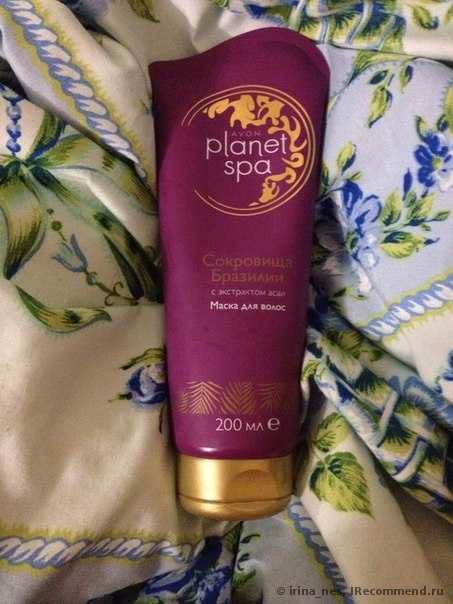 AVON
planet
spa
Сокровища
Бразилии
с экстрактом асаи
Маска для волос
200 мл e
© irina_nes, IRecommend.ru